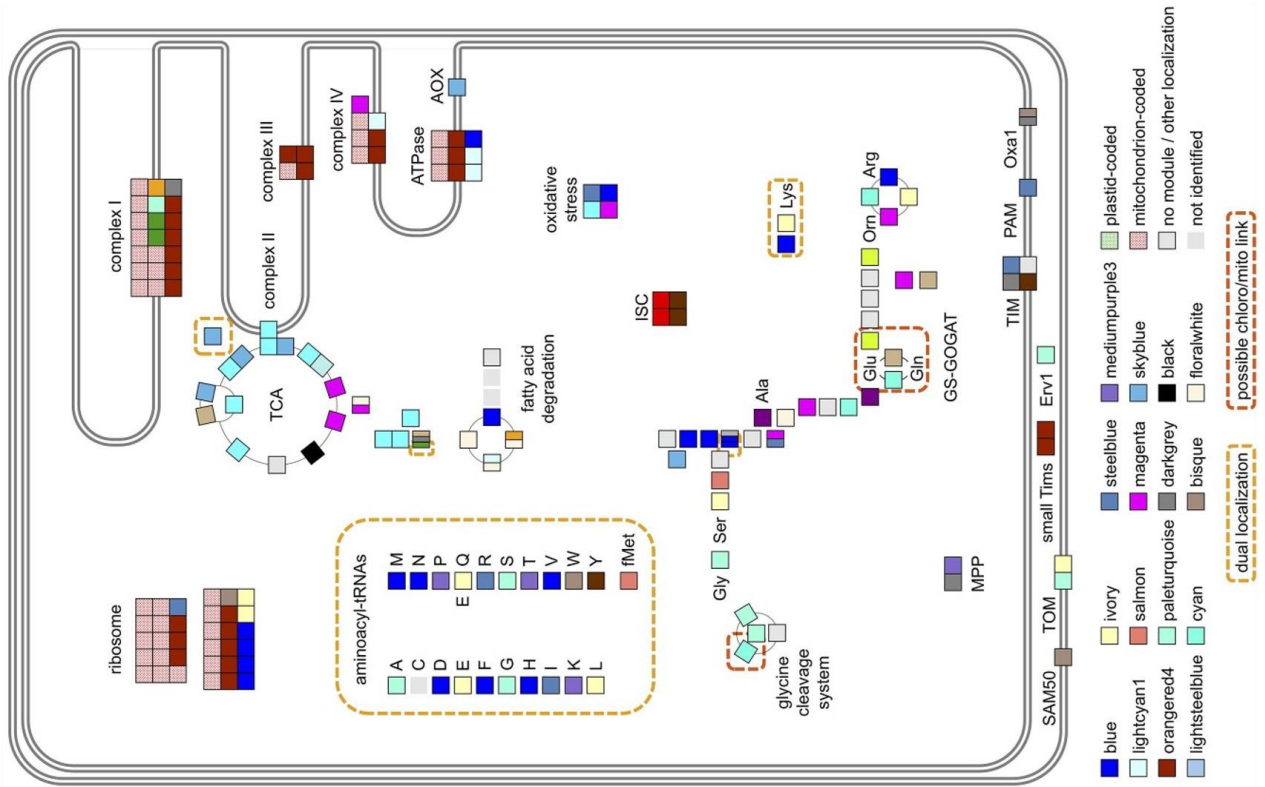 complex I
complex II
complex III
complex IV
ATPase
AOX
TCA
fatty acid
degradation
oxidative
stress
ISC
Lys
Arg
Orn
Glu
Gln
GS-GOGAT
Ala
Ser
Gly
glycine
cleavage
system
ribosome
aminoacyl-tRNAs
A
C
D
E
F
G
H
I
K
L
M
N
P
E Q
R
S
T
V
W
Y
fMet
MPP
SAM50
TOM
small Tims
Erv1
TIM
PAM
Oxa1
blue
lightcyan1
orangered4
lightsteelblue
ivory
salmon
paleturquoise
cyan
steelblue
magenta
darkgrey
bisque
mediumpurple3
skyblue
black
floralwhite
plastid-coded
mitochondrion-coded
no module / other localization
not identified
dual localization
possible chloro/mito link